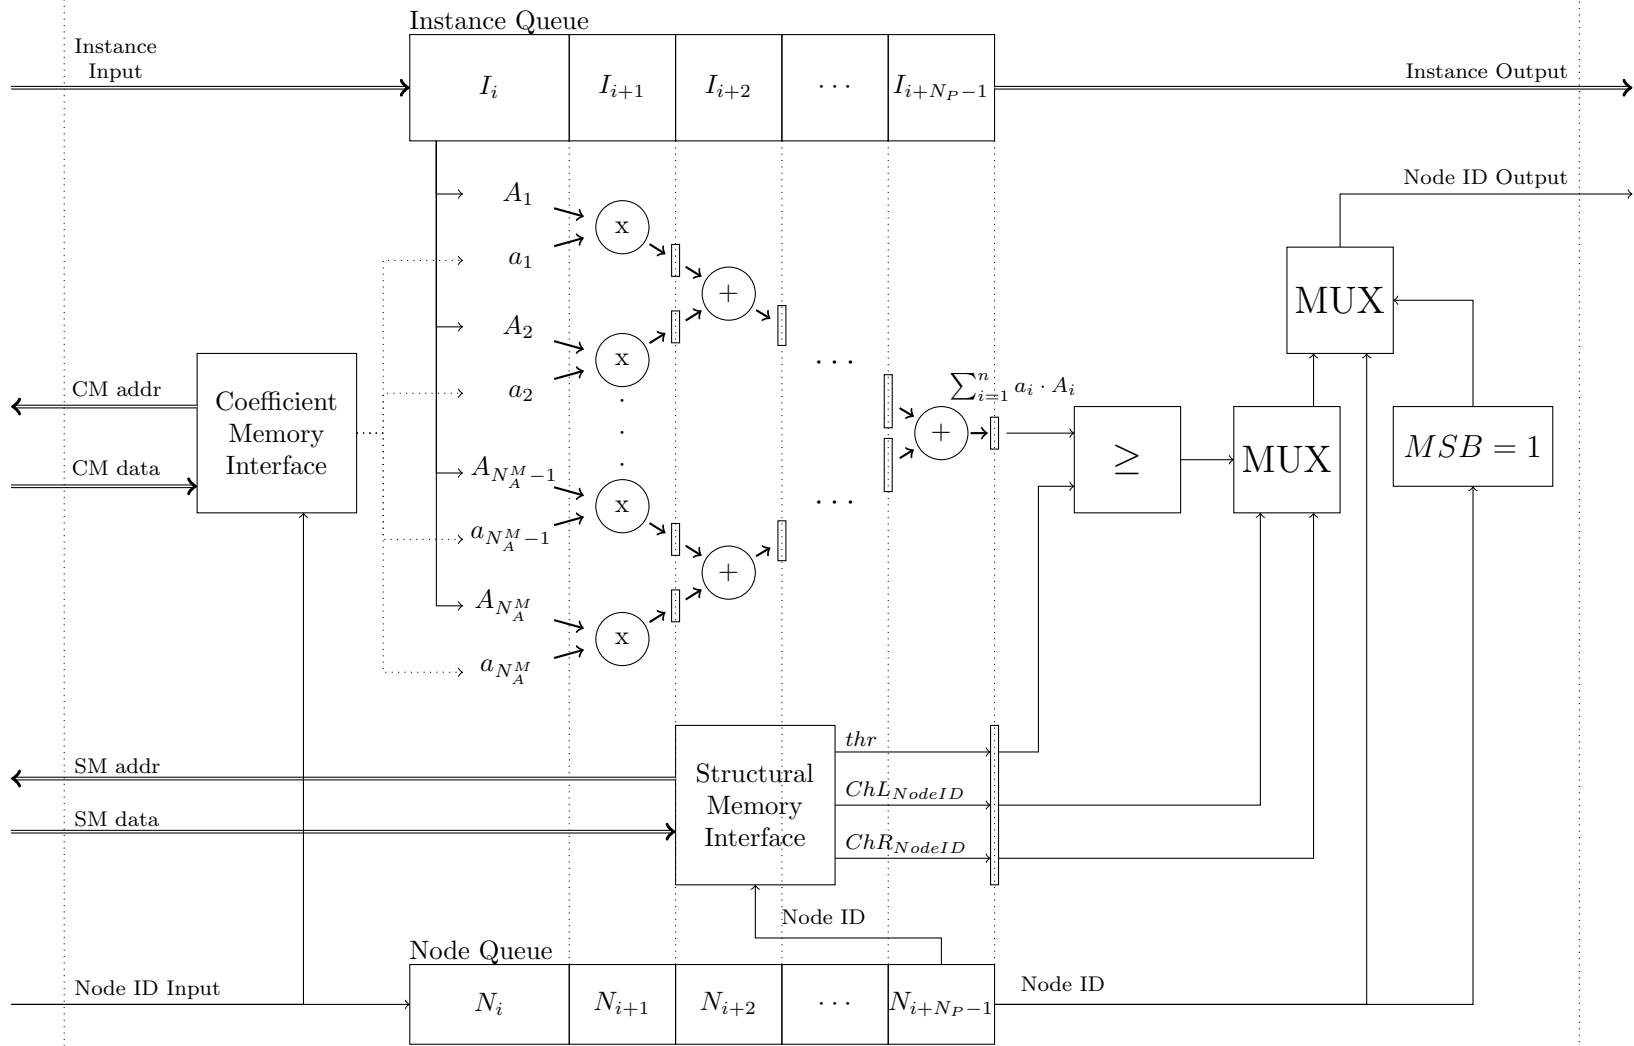 Instance Queue
Instance
Input
I_i
I_{i+1}
I_{i+2}
...
I_{i+N_P-1}
Instance Output
Node ID Output
A_1
x
a_1
+
MUX
A_2
x
a_2
...
\sum_{i=1}^{n} a_i · A_i
CM addr
Coefficient
Memory
Interface
CM data
.
.
.
+
≥
MUX
MSB = 1
A_{N_A^M-1}
x
a_{N_A^M-1}
...
+
A_{N_A^M}
x
a_{N_A^M}
thr
SM addr
Structural
Memory
Interface
ChL_{NodeID}
SM data
ChR_{NodeID}
Node ID
Node Queue
Node ID Input
N_i
N_{i+1}
N_{i+2}
...
N_{i+N_P-1}
Node ID